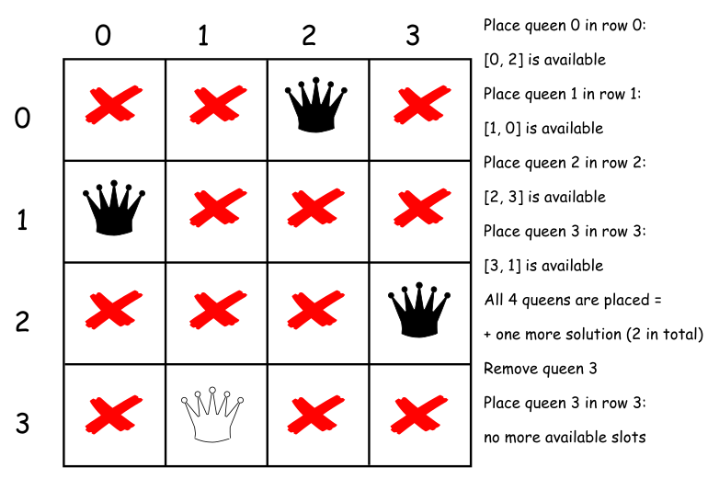 0 1 2 3
0
1
2
3
Place queen 0 in row 0:
[0, 2] is available
Place queen 1 in row 1:
[1, 0] is available
Place queen 2 in row 2:
[2, 3] is available
Place queen 3 in row 3:
[3, 1] is available
All 4 queens are placed =
+ one more solution (2 in total)
Remove queen 3
Place queen 3 in row 3:
no more available slots